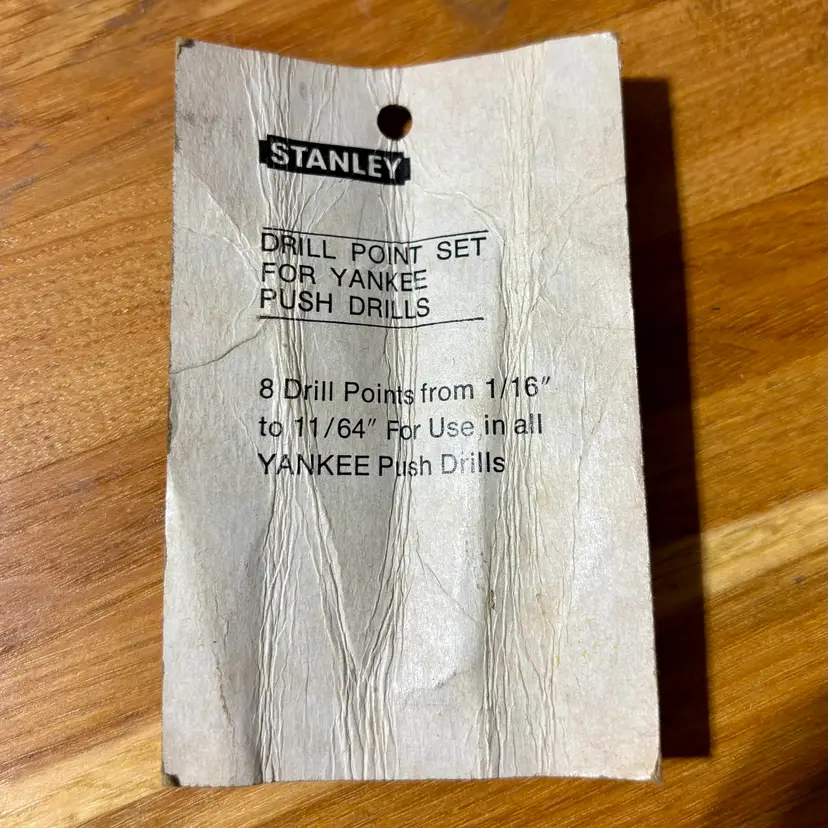 STANLEY
DRILL POINT SET
FOR YANKEE
PUSH DRILLS
8 Drill Points from 1/16"
to 11/64" For Use in all
YANKEE Push Drills